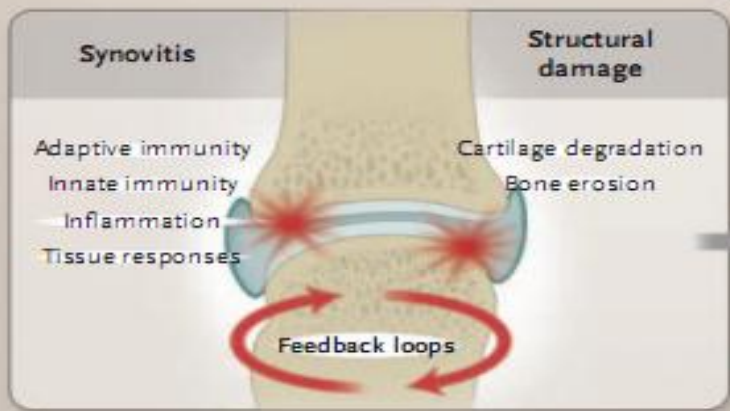 Synovitis
Structural
damage
Adaptive immunity
Innate immunity
Inflammation
Tissue responses
Cartilage degradation
Bone erosion
Feedback loops